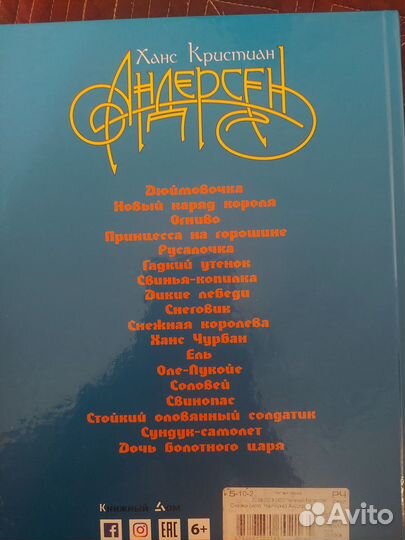 Ханс Кристиан
АНДЕРСЕН
Дюймовочка
Новый наряд короля
Огниво
Принцесса на горошине
Русалочка
Гадкий утенок
Свинья-копилка
Дикие лебеди
Снеговик
Снежная королева
Ханс Чурбан
Ель
Оле-Лукойе
Соловей
Свинопас
Стойкий оловянный солдатик
Сундук-самолет
Дочь болотного царя
Книжный Дом
EAC 6+
Avito